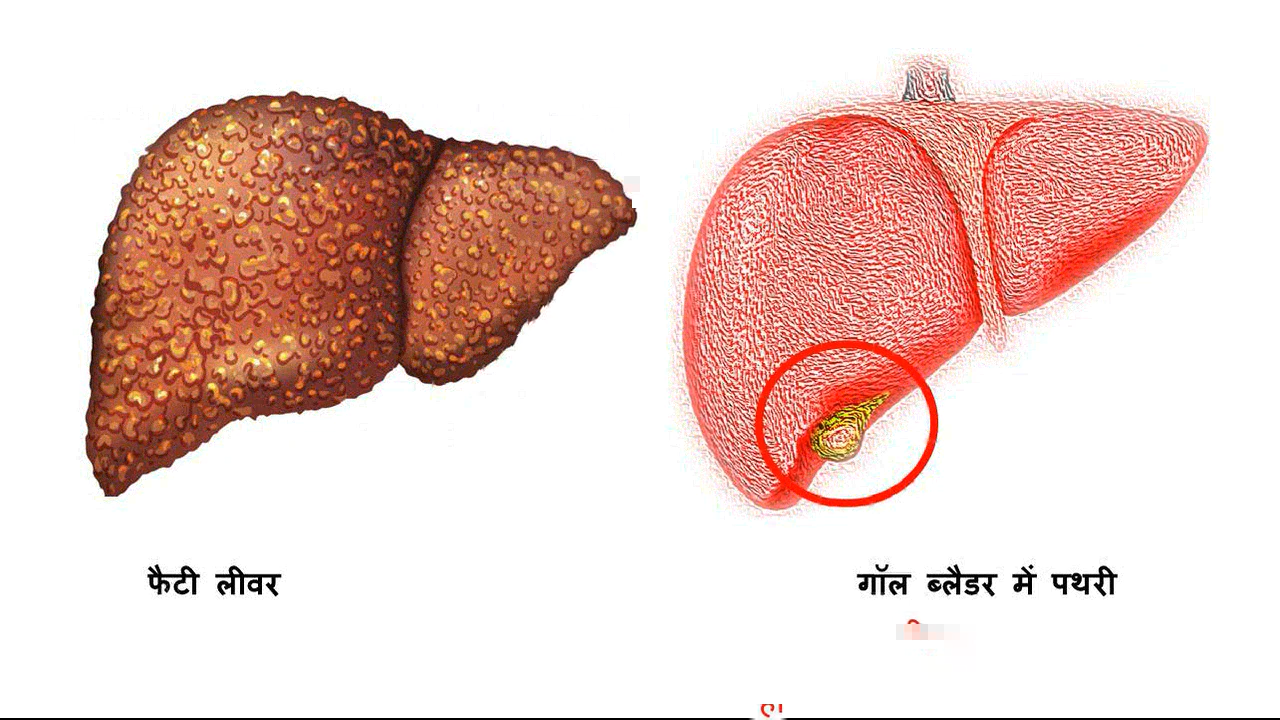 फैटी लीवर
गॉल ब्लैडर में पथरी